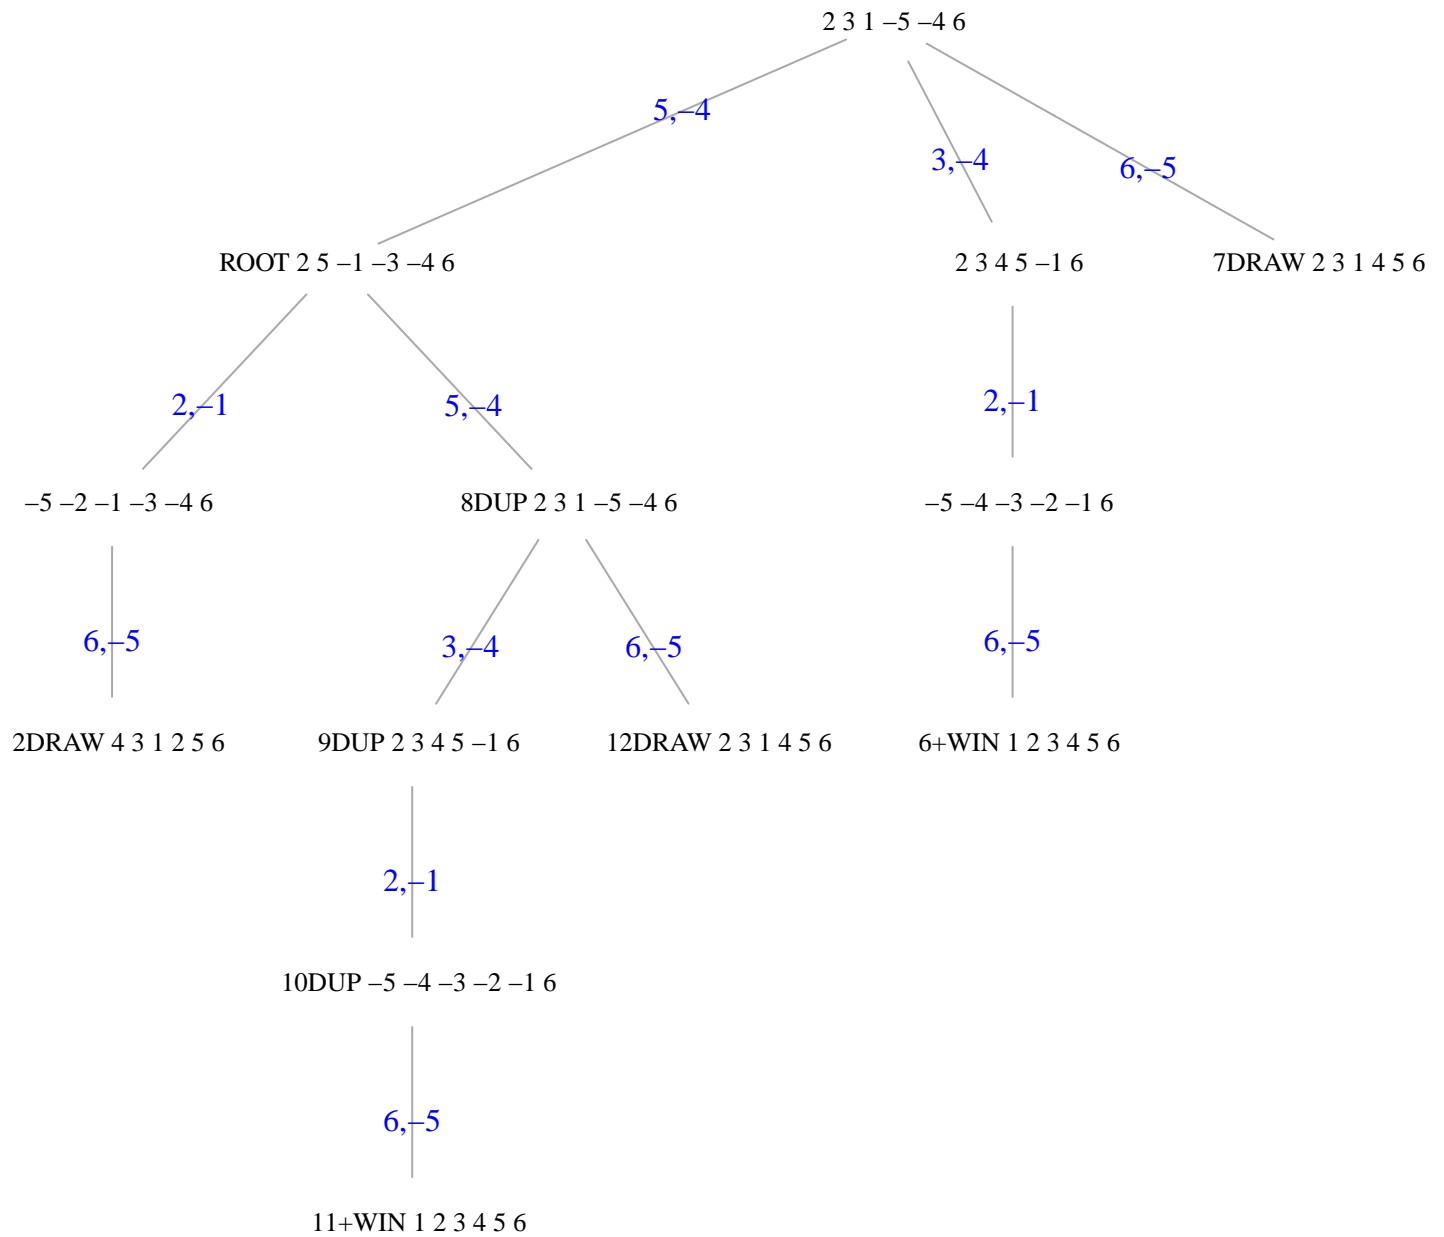 2 3 1 –5 –4 6
5,–4
3,–4
6,–5
ROOT 2 5 –1 –3 –4 6
2 3 4 5 –1 6
7DRAW 2 3 1 4 5 6
2,–1
5,–4
2,–1
–5 –2 –1 –3 –4 6
8DUP 2 3 1 –5 –4 6
–5 –4 –3 –2 –1 6
6,–5
3,–4
6,–5
6,–5
2DRAW 4 3 1 2 5 6
9DUP 2 3 4 5 –1 6
12DRAW 2 3 1 4 5 6
6+WIN 1 2 3 4 5 6
2,–1
10DUP –5 –4 –3 –2 –1 6
6,–5
11+WIN 1 2 3 4 5 6